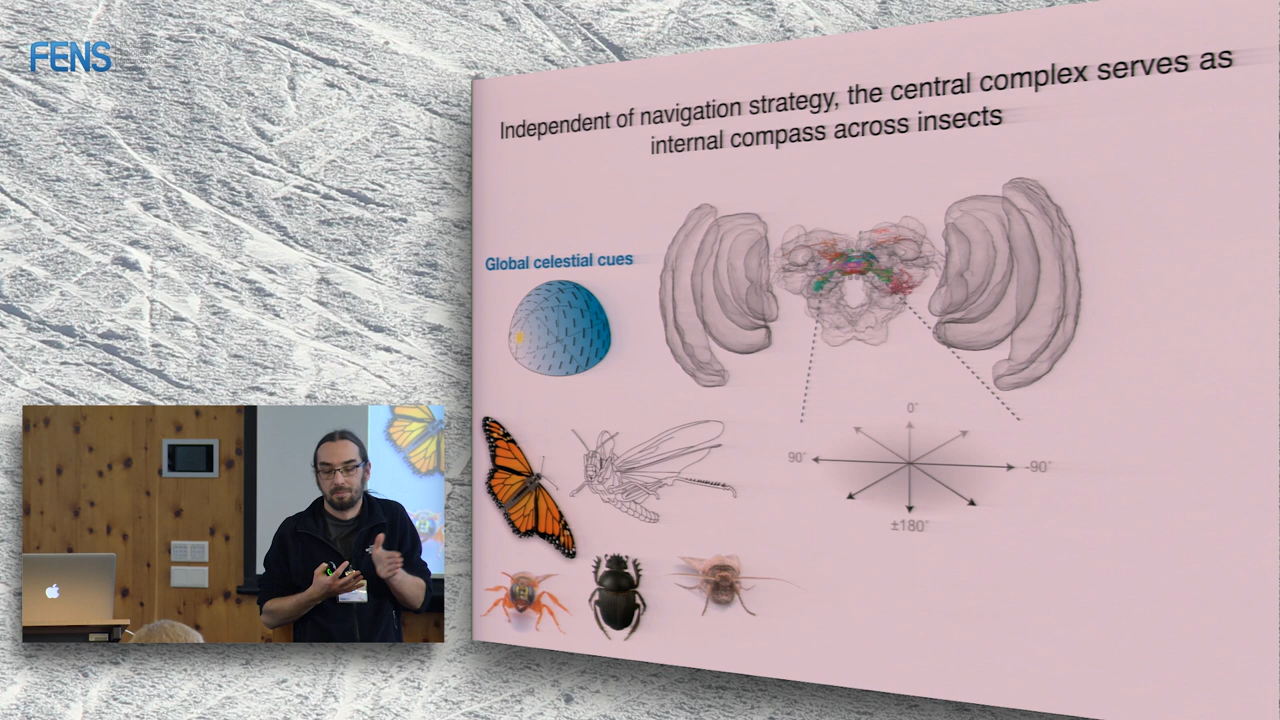 FENS
Independent of navigation strategy, the central complex serves as
internal compass across insects
Global celestial cues
0°
90°
-90°
±180°